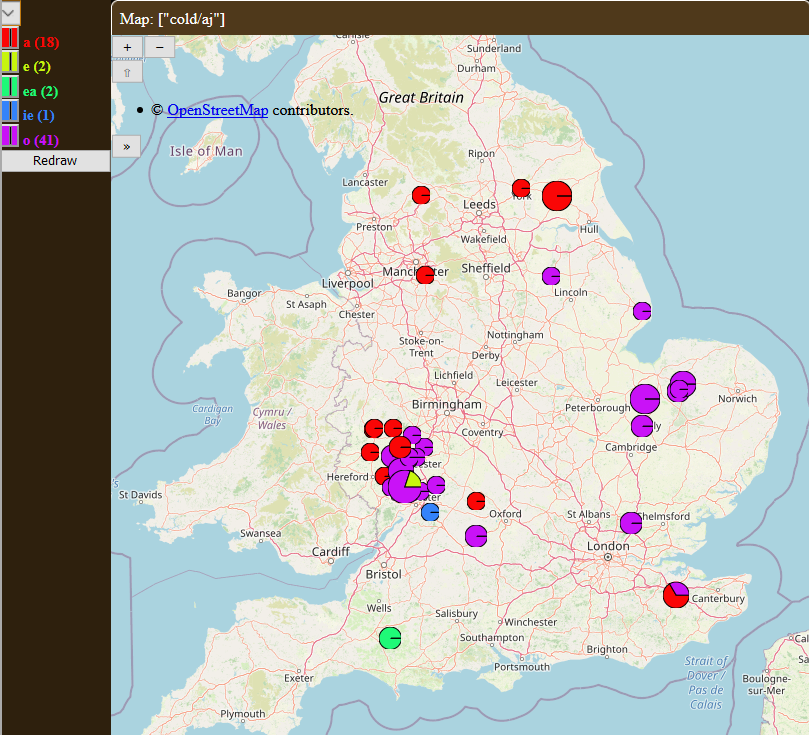 Map: ["cold/aj"]
a (18)
e (2)
ea (2)
ie (1)
o (41)
Redraw
+ −
⇧
»
© OpenStreetMap contributors.
Carlisle
Sunderland
Durham
Great Britain
Isle of Man
Ripon
Lancaster
York
Leeds
Preston
Hull
Wakefield
Manchester
Sheffield
Liverpool
Bangor
Lincoln
St Asaph
Chester
Stoke-on-
Trent
Nottingham
Derby
Lichfield
Leicester
Norwich
Peterborough
Birmingham
Cardigan
Bay
Cymru /
Wales
Coventry
Ely
Cambridge
Hereford
St Davids
Oxford
St Albans
Chelmsford
Swansea
Cardiff
London
Bristol
Canterbury
Wells
Salisbury
Winchester
Southampton
Brighton
Portsmouth
Strait of
Dover /
Pas de
Calais
Exeter
Boulogne-
sur-Mer
Plymouth